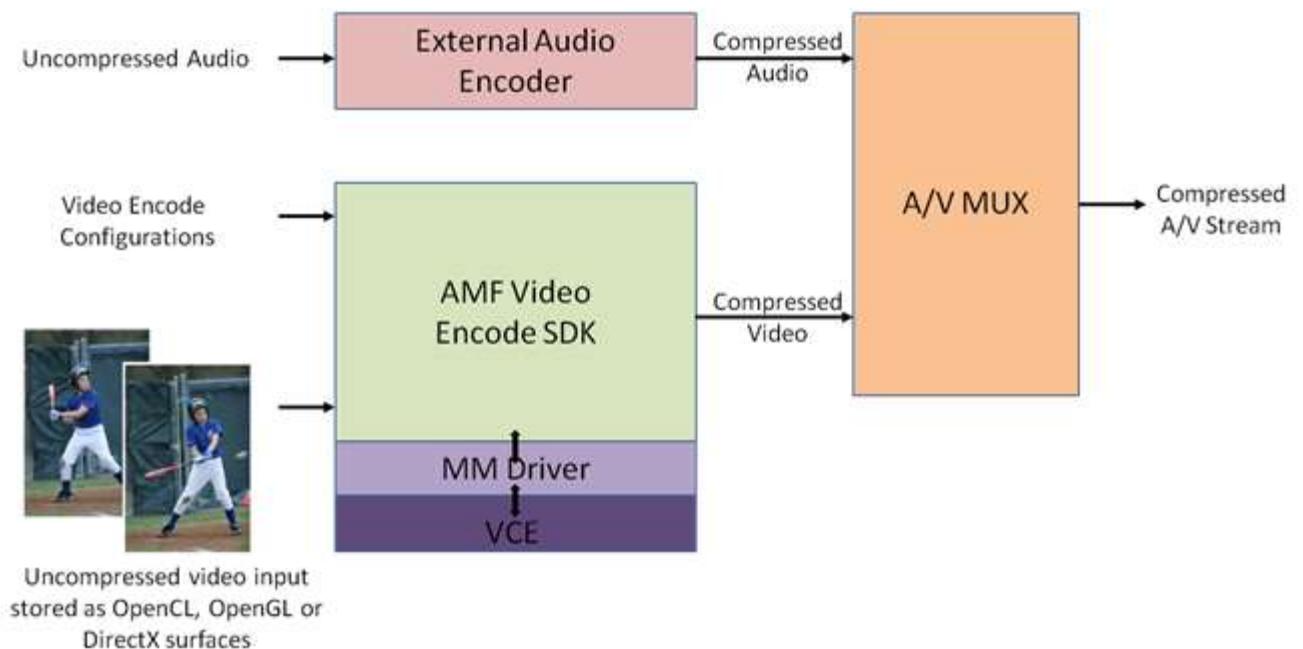 Uncompressed Audio
External Audio
Encoder
Compressed
Audio
Video Encode
Configurations
AMF Video
Encode SDK
Compressed
Video
A/V MUX
Compressed
A/V Stream
MM Driver
VCE
Uncompressed video input
stored as OpenCL, OpenGL or
DirectX surfaces